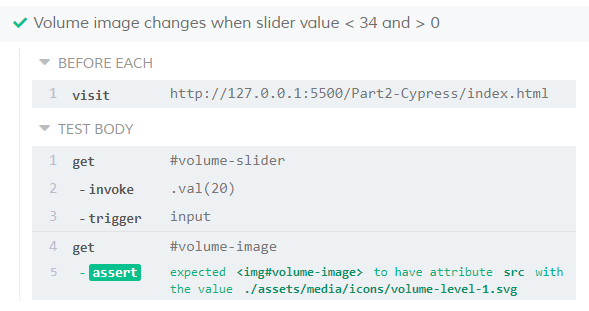 Volume image changes when slider value < 34 and > 0
BEFORE EACH
1 visit http://127.0.0.1:5500/Part2-Cypress/index.html
TEST BODY
1 get #volume-slider
2 - invoke .val(20)
3 - trigger input
4 get #volume-image
5 - assert expected <img#volume-image> to have attribute src with
the value ./assets/media/icons/volume-level-1.svg